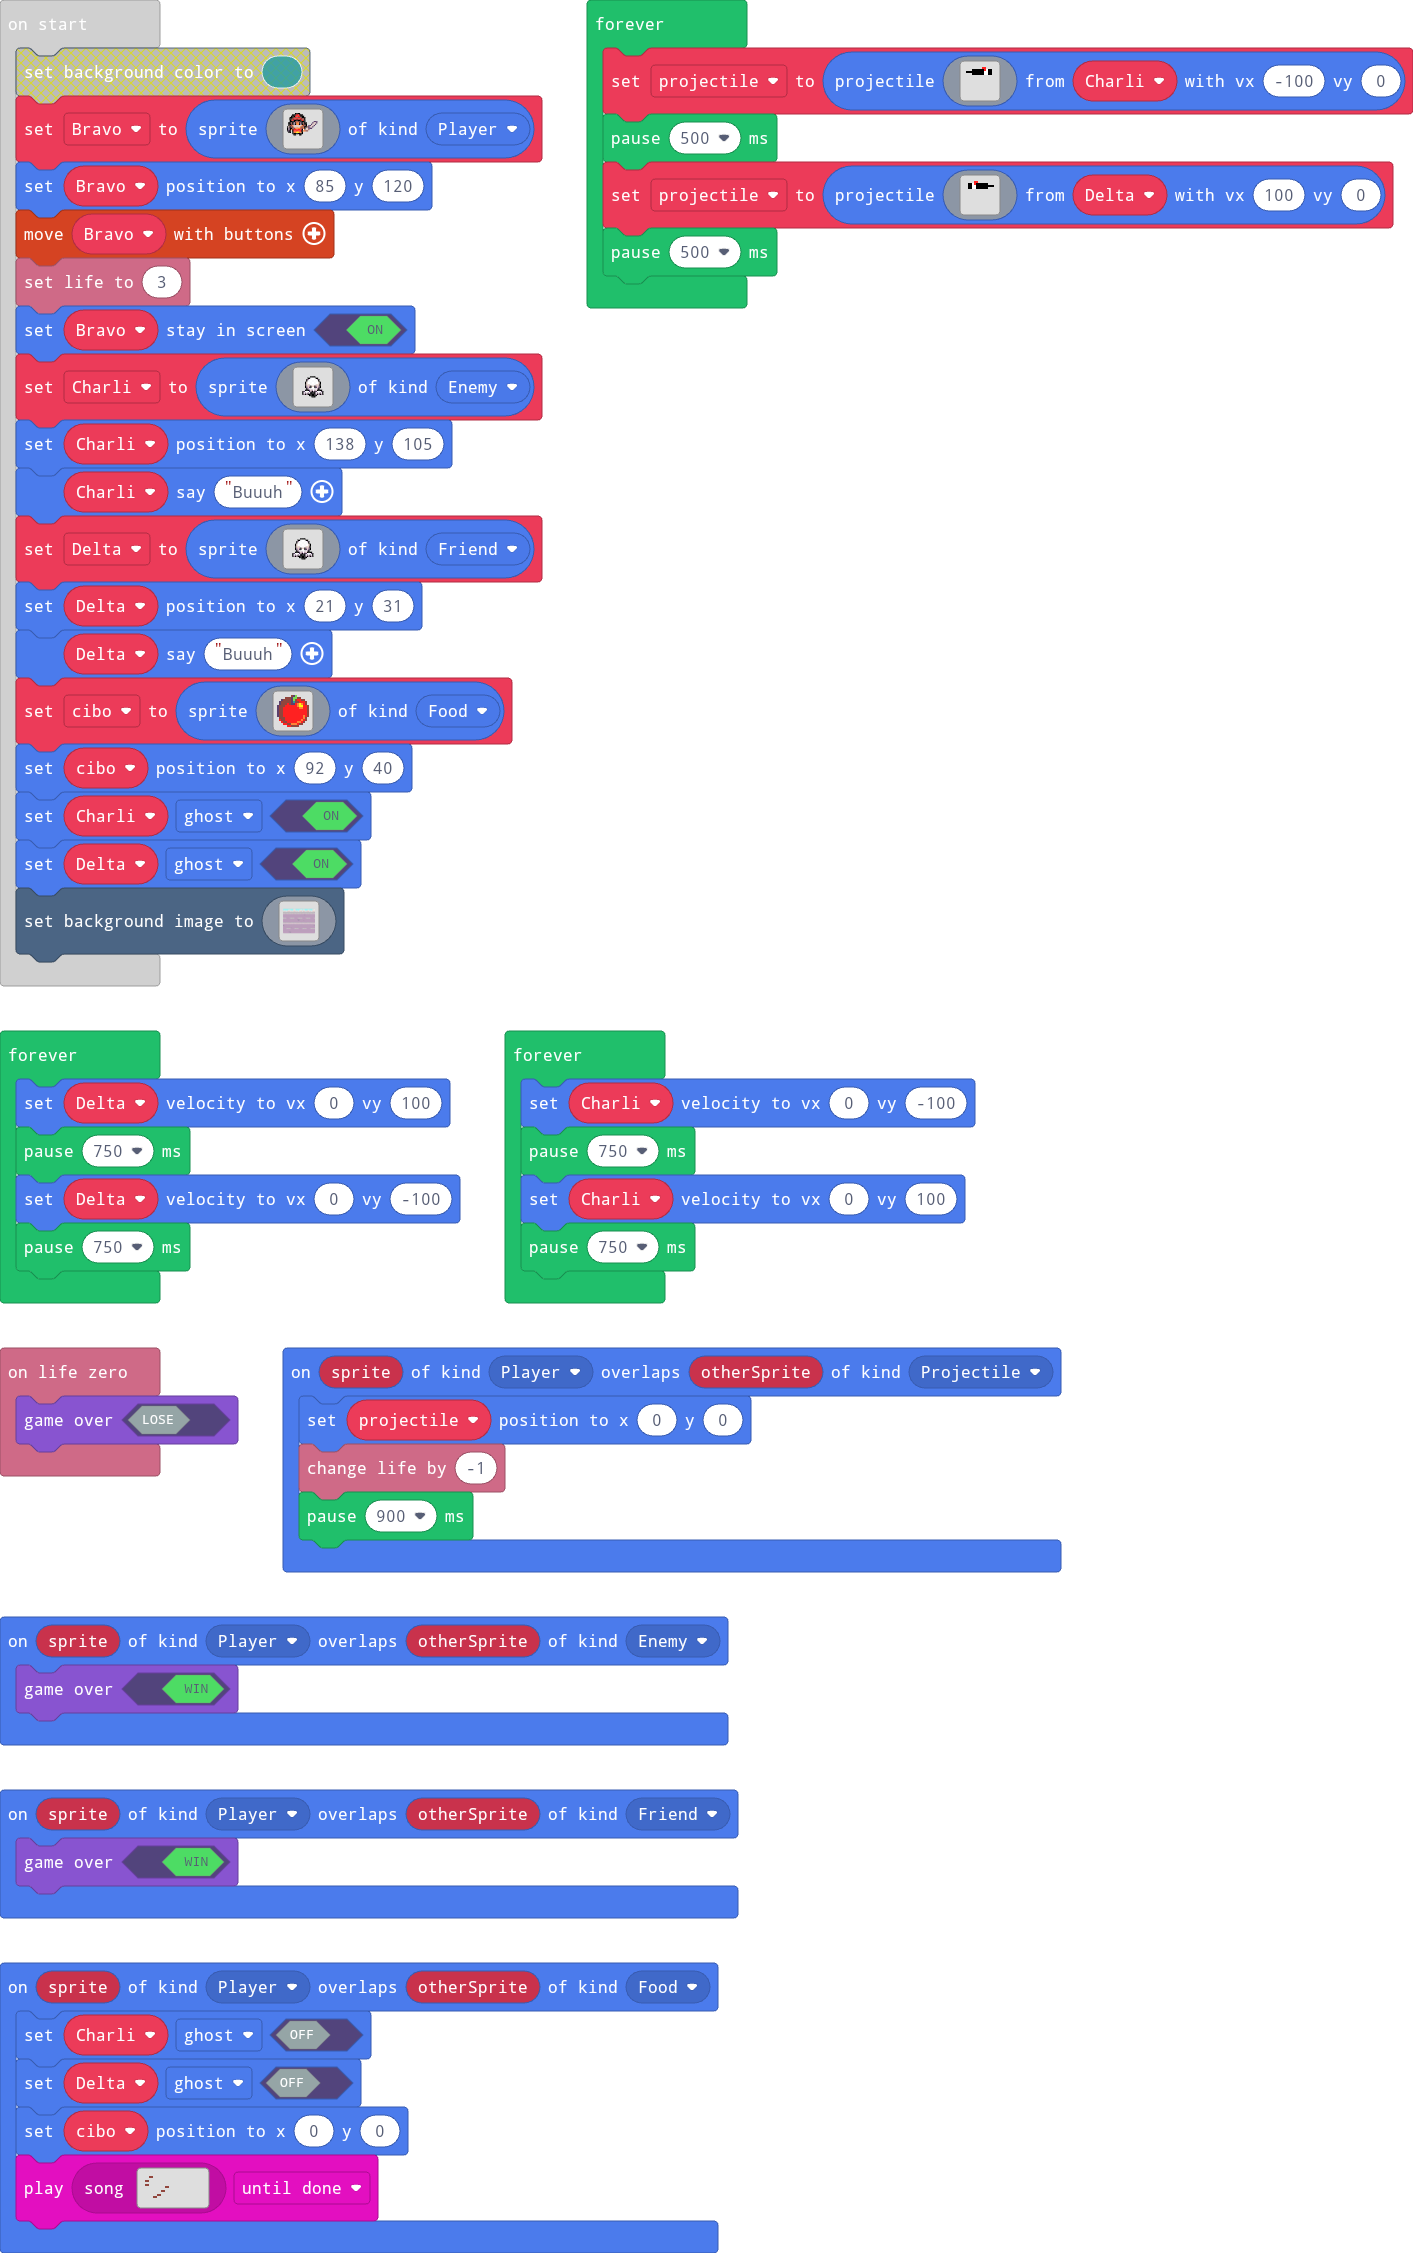 on start
set background color to
set Bravo to sprite of kind Player
set Bravo position to x 85 y 120
move Bravo with buttons
set life to 3
set Bravo stay in screen ON
set Charli to sprite of kind Enemy
set Charli position to x 138 y 105
Charli say "Buuuh"
set Delta to sprite of kind Friend
set Delta position to x 21 y 31
Delta say "Buuuh"
set cibo to sprite of kind Food
set cibo position to x 92 y 40
set Charli ghost ON
set Delta ghost ON
set background image to
forever
set projectile to projectile from Charli with vx -100 vy 0
pause 500 ms
set projectile to projectile from Delta with vx 100 vy 0
pause 500 ms
forever
set Delta velocity to vx 0 vy 100
pause 750 ms
set Delta velocity to vx 0 vy -100
pause 750 ms
forever
set Charli velocity to vx 0 vy -100
pause 750 ms
set Charli velocity to vx 0 vy 100
pause 750 ms
on life zero
game over LOSE
on sprite of kind Player overlaps otherSprite of kind Projectile
set projectile position to x 0 y 0
change life by -1
pause 900 ms
on sprite of kind Player overlaps otherSprite of kind Enemy
game over WIN
on sprite of kind Player overlaps otherSprite of kind Friend
game over WIN
on sprite of kind Player overlaps otherSprite of kind Food
set Charli ghost OFF
set Delta ghost OFF
set cibo position to x 0 y 0
play song until done